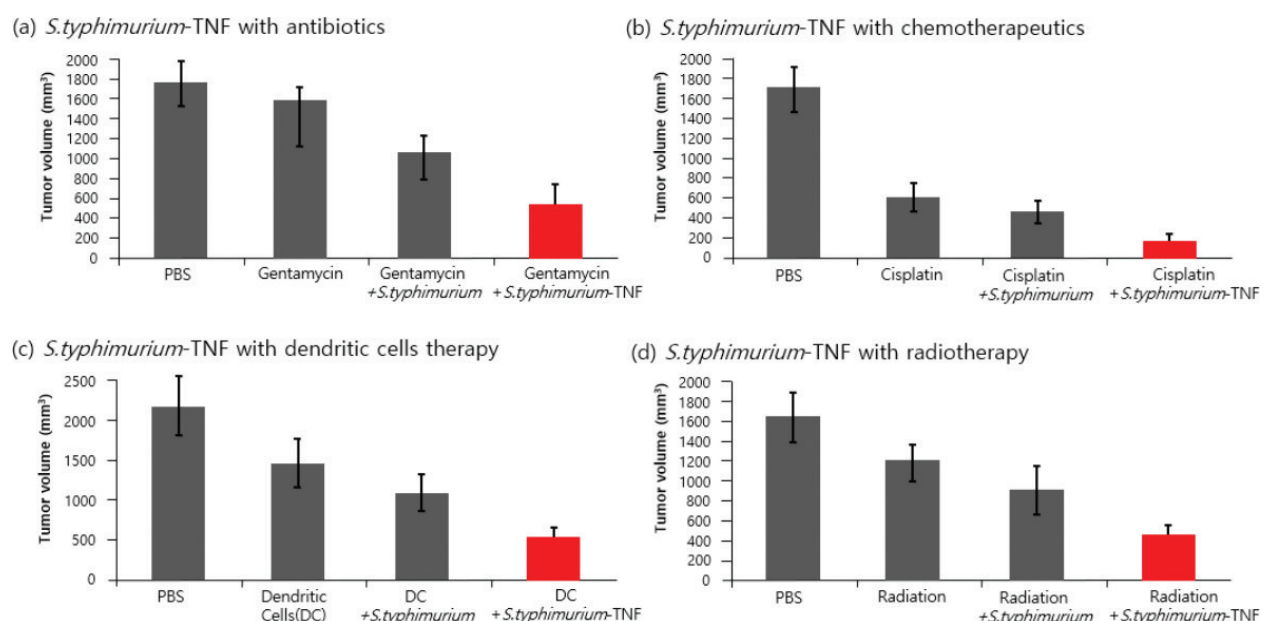 (a) S.typhimurium-TNF with antibiotics
Tumor volume (mm³)
2000
1800
1600
1400
1200
1000
800
600
400
200
0
PBS
Gentamycin
Gentamycin
+S.typhimurium
Gentamycin
+S.typhimurium-TNF
(b) S.typhimurium-TNF with chemotherapeutics
Tumor volume (mm³)
2000
1800
1600
1400
1200
1000
800
600
400
200
0
PBS
Cisplatin
Cisplatin
+S.typhimurium
Cisplatin
+S.typhimurium-TNF
(c) S.typhimurium-TNF with dendritic cells therapy
Tumor volume (mm³)
2500
2000
1500
1000
500
0
PBS
Dendritic
Cells(DC)
DC
+S.typhimurium
DC
+S.typhimurium-TNF
(d) S.typhimurium-TNF with radiotherapy
Tumor volume (mm³)
2000
1800
1600
1400
1200
1000
800
600
400
200
0
PBS
Radiation
Radiation
+S.typhimurium
Radiation
+S.typhimurium-TNF